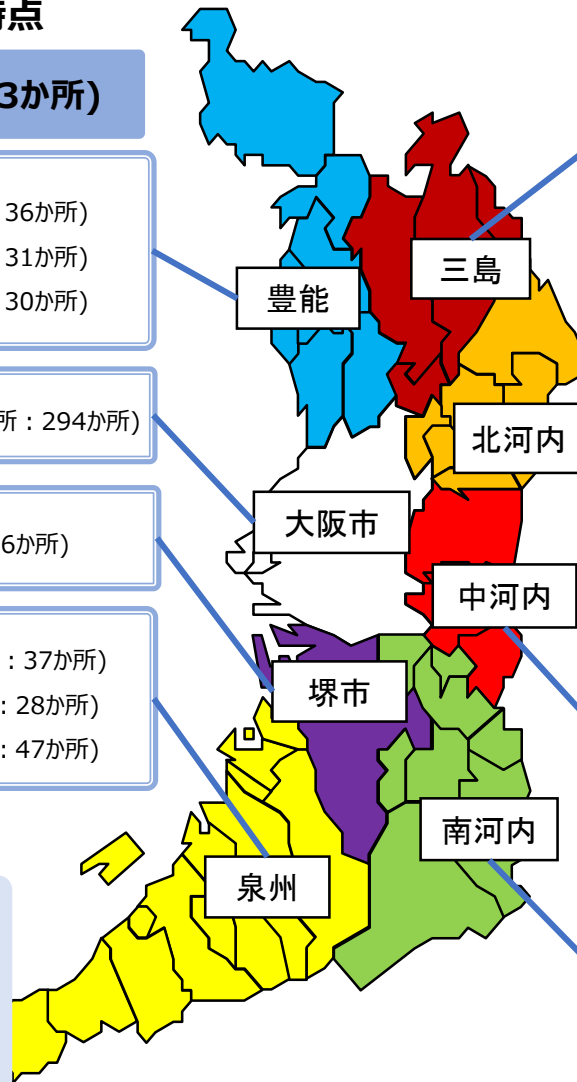 時点
3か所)
36か所)
31か所)
30か所)
所：294か所)
6か所)
：37か所)
：28か所)
：47か所)
豊能
三島
北河内
大阪市
中河内
堺市
南河内
泉州